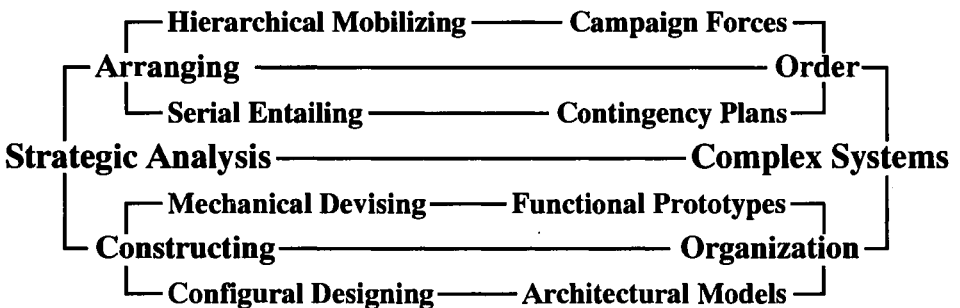 Hierarchical Mobilizing Campaign Forces
Arranging Order
Serial Entailing Contingency Plans
Strategic Analysis Complex Systems
Mechanical Devising Functional Prototypes
Constructing Organization
Configural Designing Architectural Models